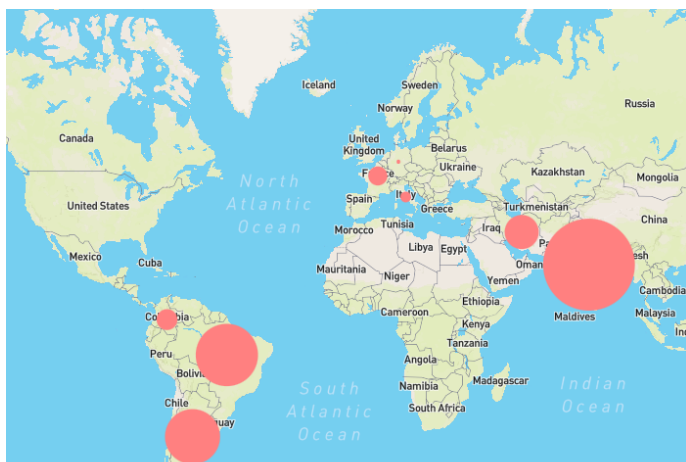 Iceland
Sweden
Norway
Russia
United
Kingdom
Belarus
Canada
Ukraine
Kazakhstan
Mongolia
North
Atlantic
Ocean
Italy
Spain
Greece
Turkmenistan
United States
China
Tunisia
Morocco
Iraq
Libya
Egypt
Mexico
Cuba
Oman
Mauritania
Niger
Yemen
Cambodia
Ethiopia
Cameroon
Maldives
Malaysia
Kenya
Peru
Tanzania
Angola
Madagascar
Namibia
South
Atlantic
Ocean
Indian
Ocean
Chile
South Africa